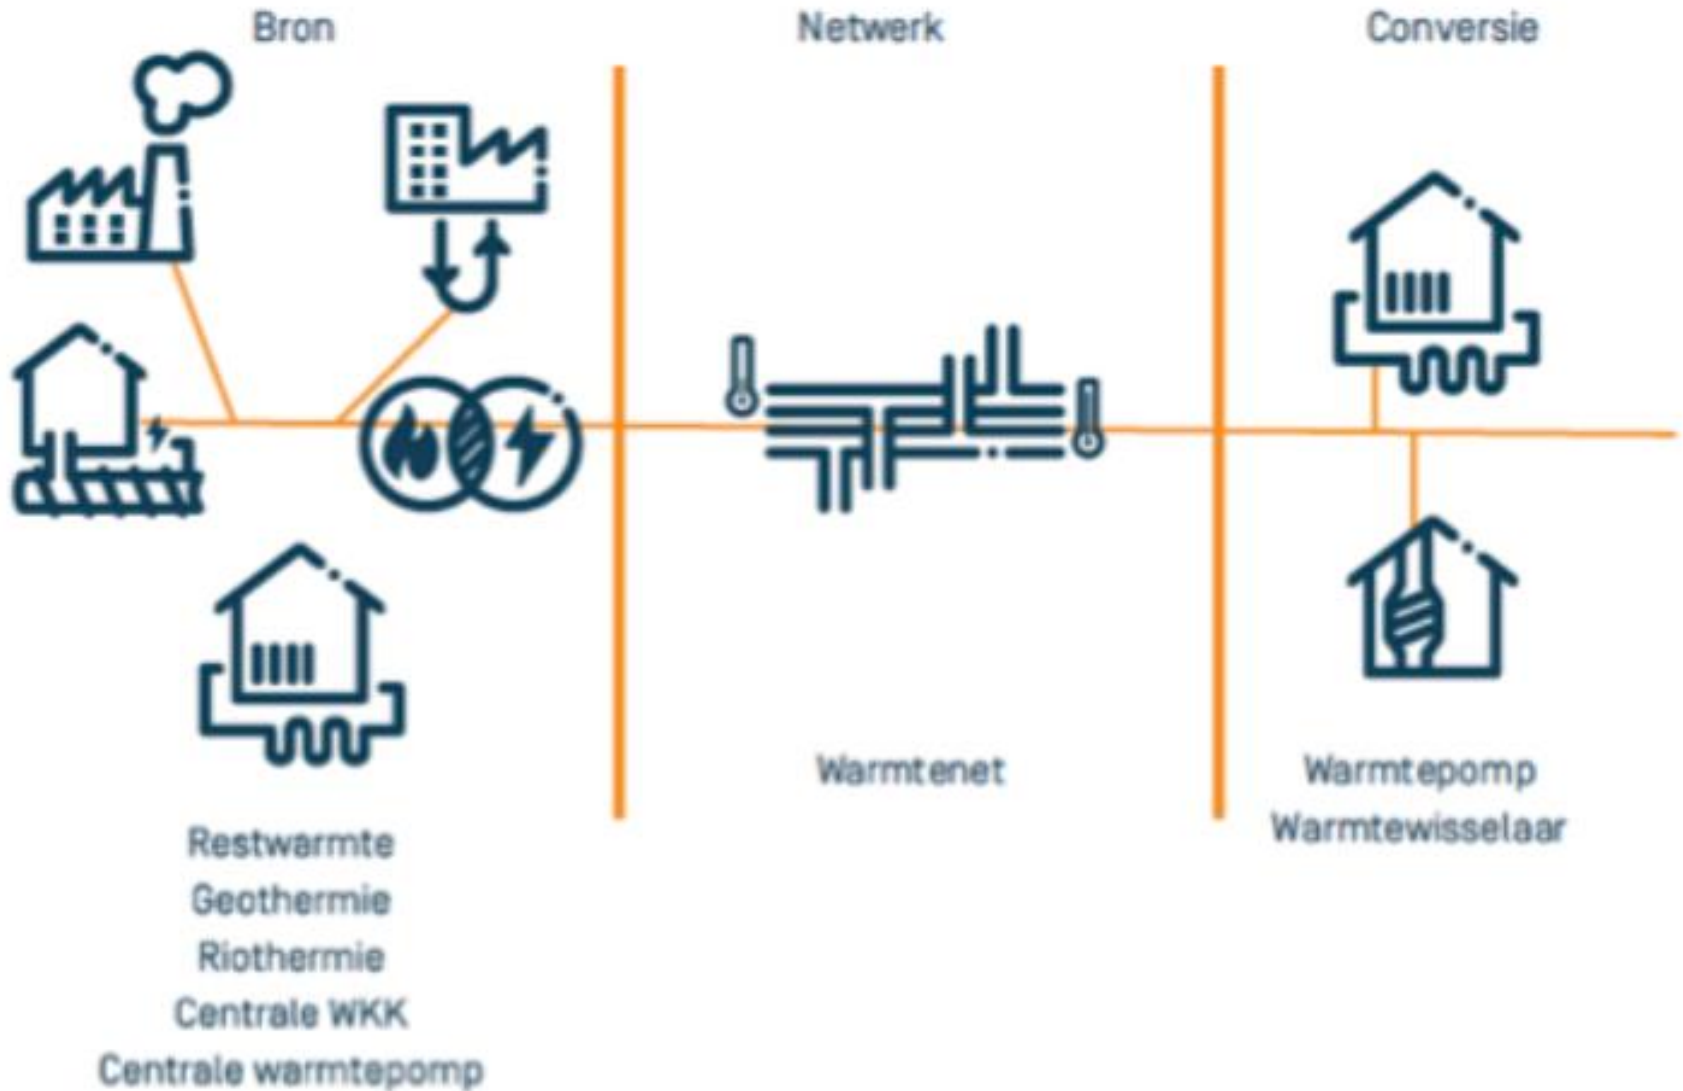 Bron
Netwerk
Conversie
Warmtenet
Warmtepomp
Warmtewisselaar
Restwarmte
Geothermie
Riothermie
Centrale WKK
Centrale warmtepomp